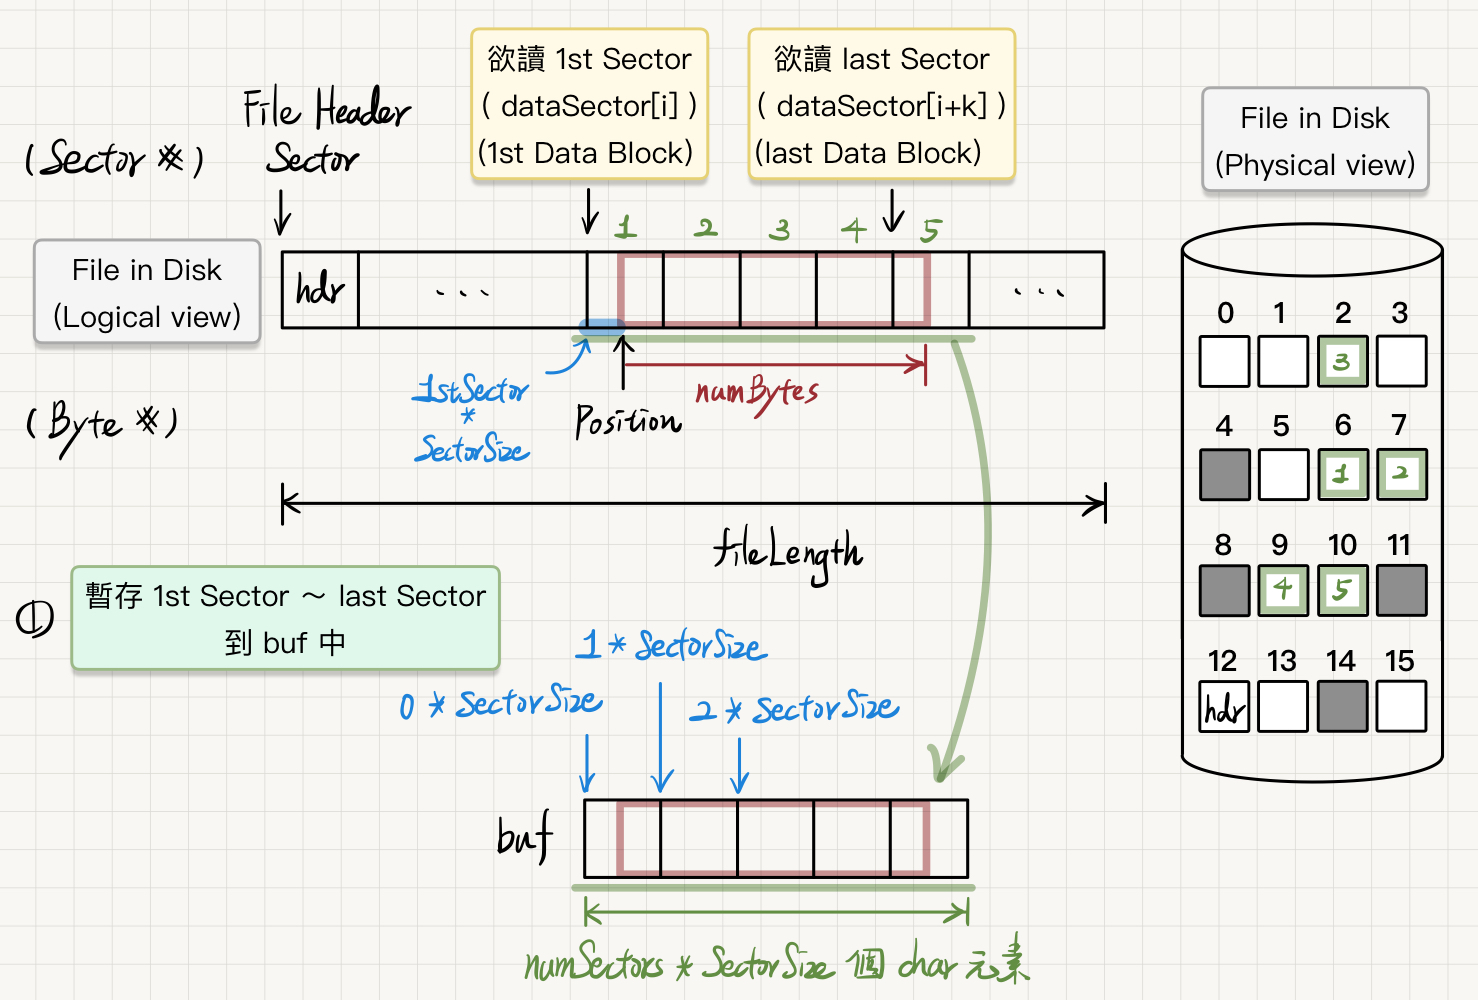 欲讀 1st Sector
( dataSector[i] )
(1st Data Block)
欲讀 last Sector
( dataSector[i+k] )
(last Data Block)
File Header
Sector
(Sector #)
File in Disk
(Physical view)
1 2 3 4 5
File in Disk
(Logical view)
hdr ... ...
1stSector
*
SectorSize
Position
numBytes
(Byte #)
fileLength
①
暫存 1st Sector ～ last Sector
到 buf 中
1 * SectorSize
0 * SectorSize
2 * SectorSize
buf
numSectors * SectorSize 個 char 元素
0 1 2 3
3
4 5 6 7
1 2
8 9 10 11
4 5
12 13 14 15
hdr